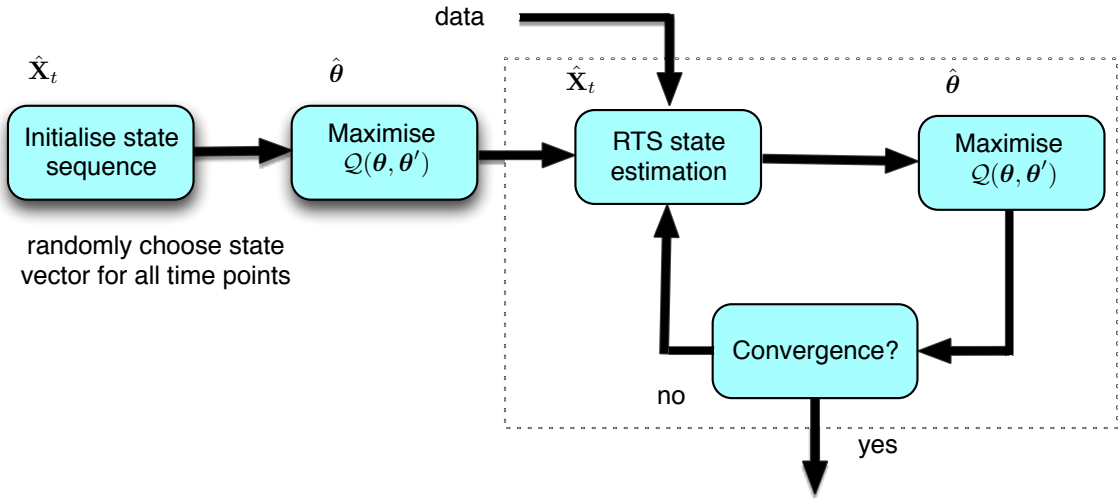 data
X̂ₜ
θ̂
X̂ₜ
θ̂
Initialise state
sequence
Maximise
𝒬(θ, θ′)
RTS state
estimation
Maximise
𝒬(θ, θ′)
randomly choose state
vector for all time points
Convergence?
no
yes